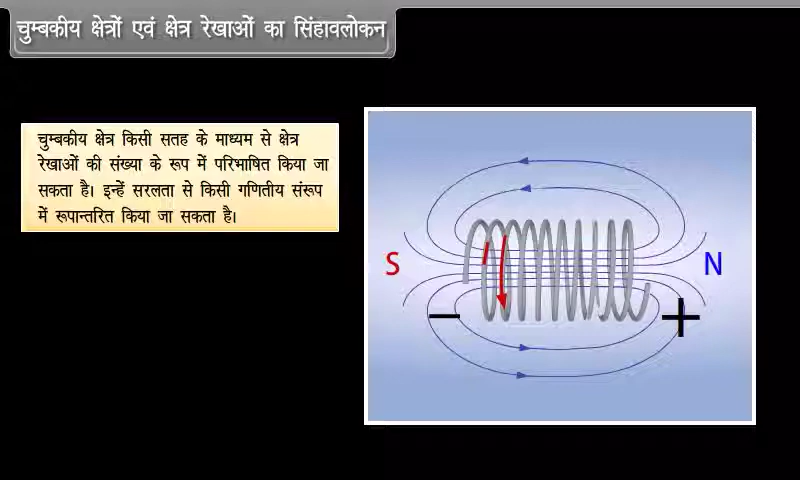 चुम्बकीय क्षेत्रों एवं क्षेत्र रेखाओं का सिंहावलोकन
चुम्बकीय क्षेत्र किसी सतह के माध्यम से क्षेत्र
रेखाओं की संख्या के रूप में परिभाषित किया जा
सकता है। इन्हें सरलता से किसी गणितीय संरूप
में रूपान्तरित किया जा सकता है।
S
N
− +